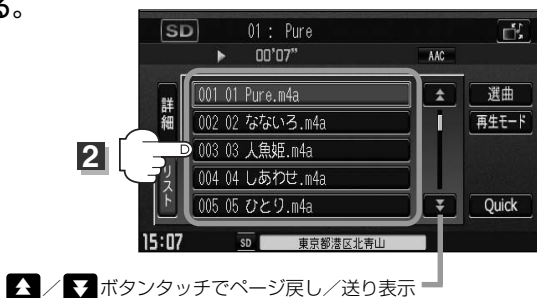 る。
SD 01 : Pure
▶ 00'07" AAC
詳細
リスト
001 01 Pure.m4a
002 02 なないろ.m4a
003 03 人魚姫.m4a
004 04 しあわせ.m4a
005 05 ひとり.m4a
選曲
再生モード
Quick
2
15:07 SD 東京都港区北青山
／ ボタンタッチでページ戻し／送り表示